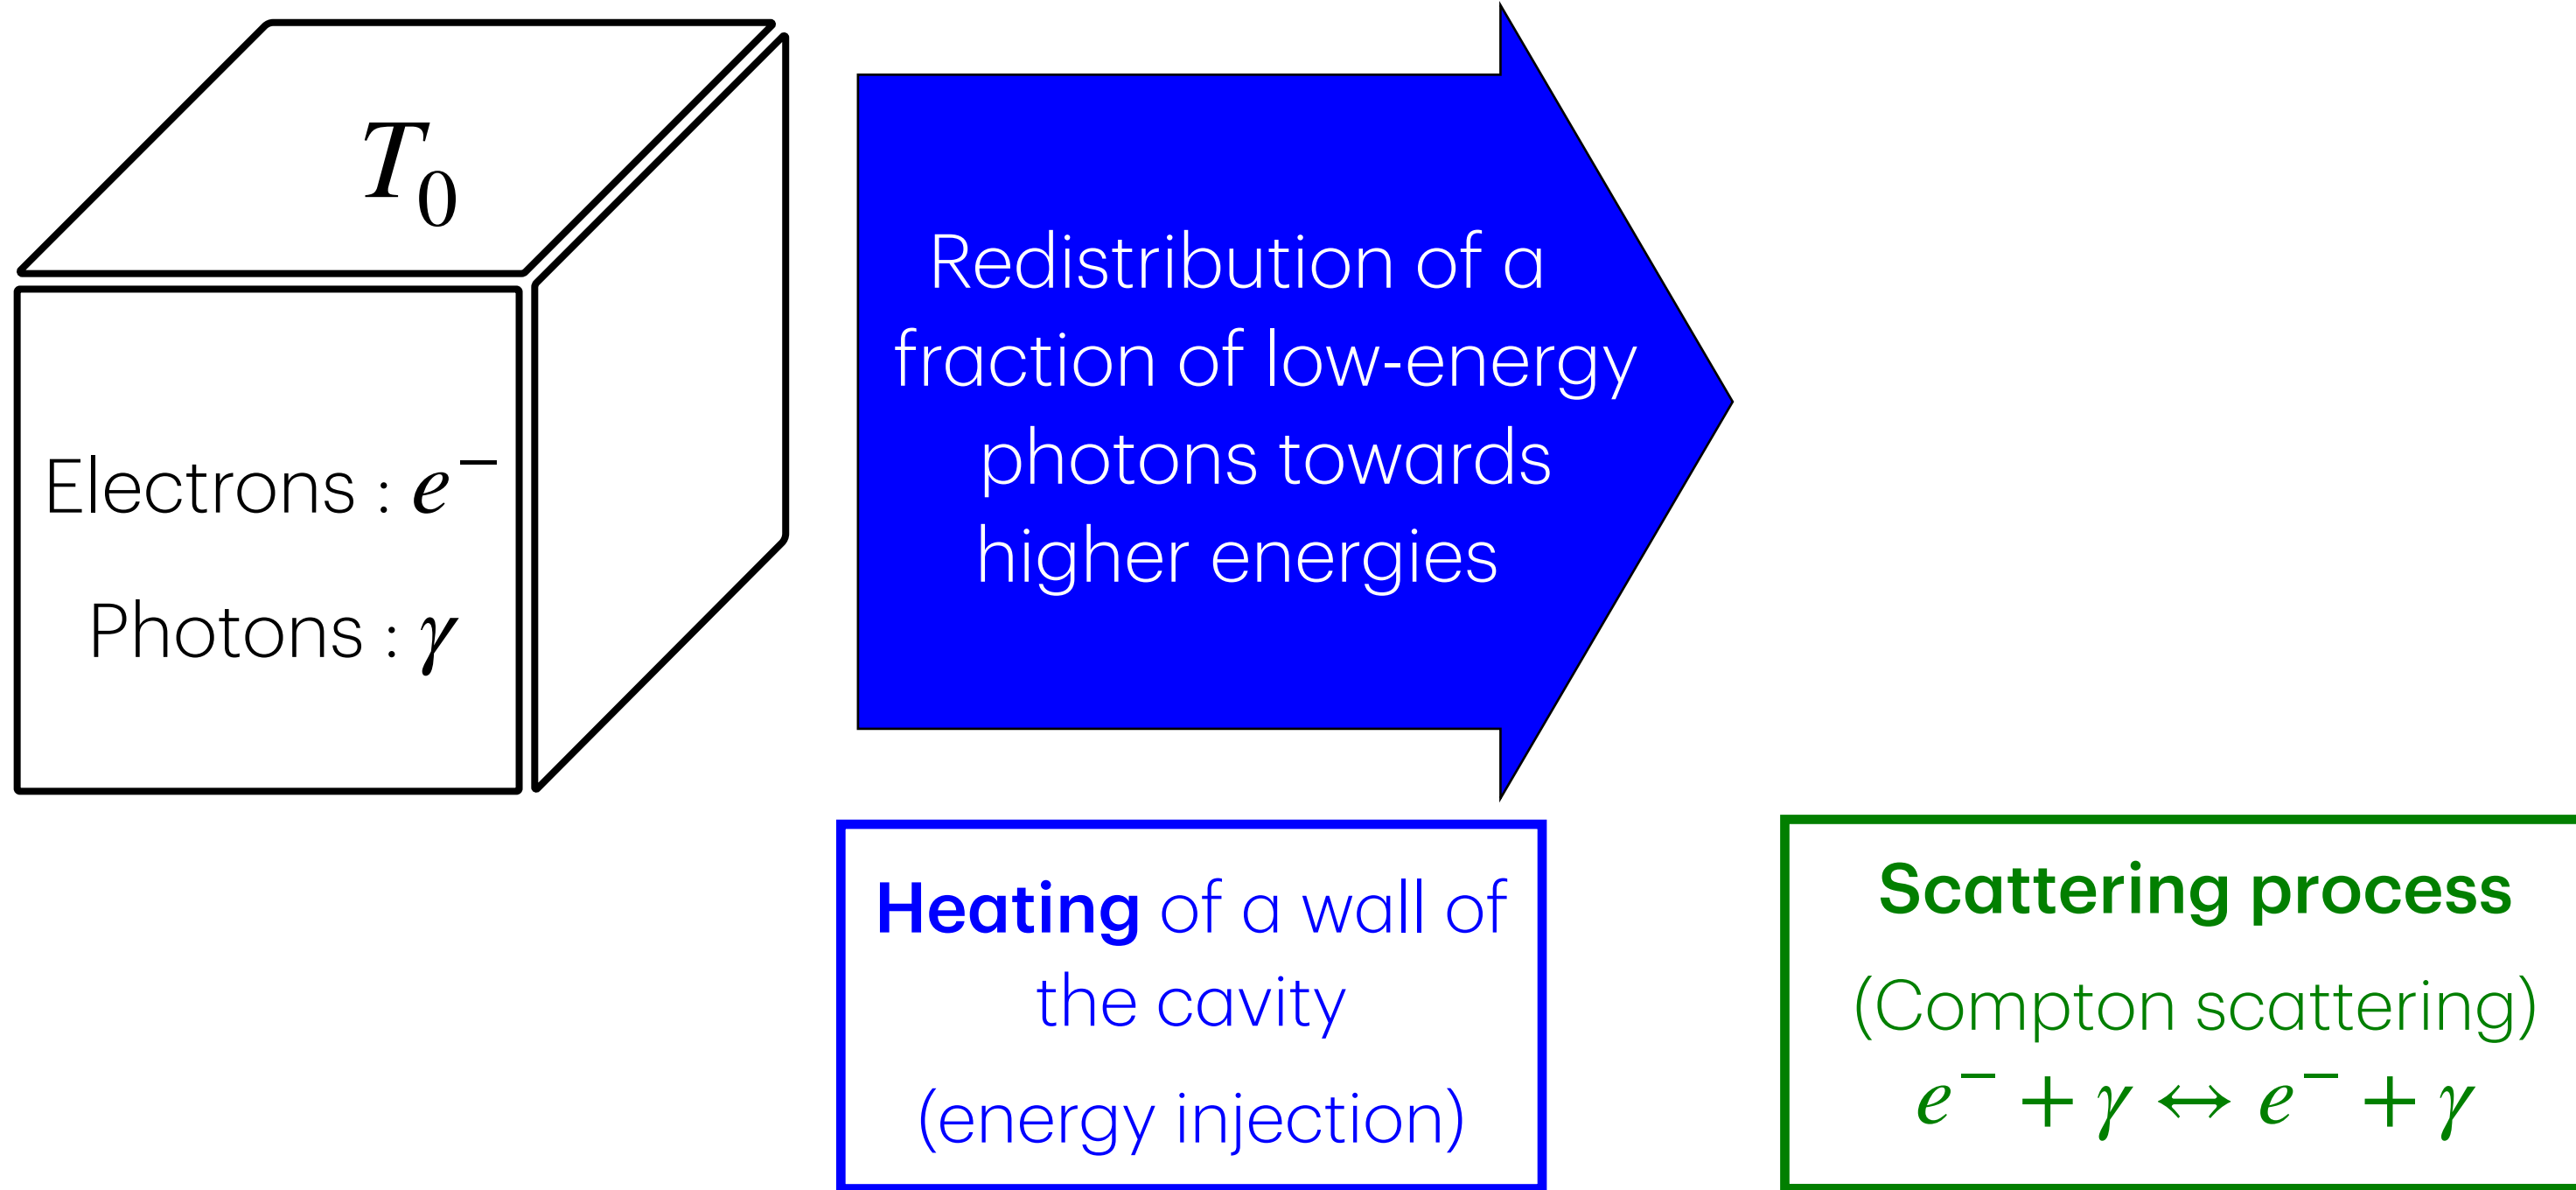 T₀
Electrons : e⁻
Photons : γ
Redistribution of a
fraction of low-energy
photons towards
higher energies
Heating of a wall of
the cavity
(energy injection)
Scattering process
(Compton scattering)
e⁻ + γ ↔ e⁻ + γ